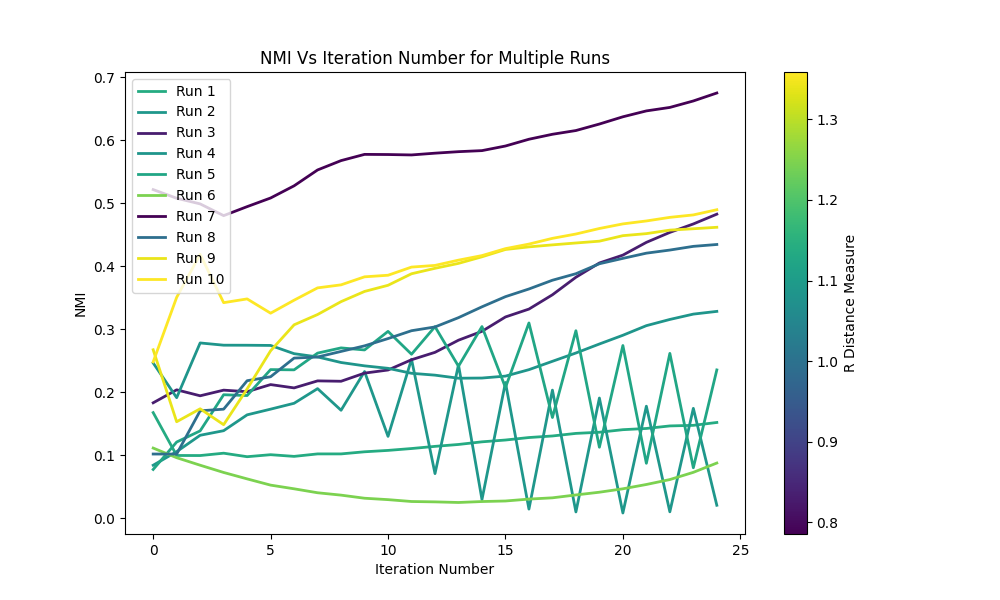 NMI Vs Iteration Number for Multiple Runs
0.7
0.6
0.5
0.4
0.3
0.2
0.1
0.0
NMI
Run 1
Run 2
Run 3
Run 4
Run 5
Run 6
Run 7
Run 8
Run 9
Run 10
0
5
10
15
20
25
Iteration Number
1.3
1.2
1.1
1.0
0.9
0.8
R Distance Measure